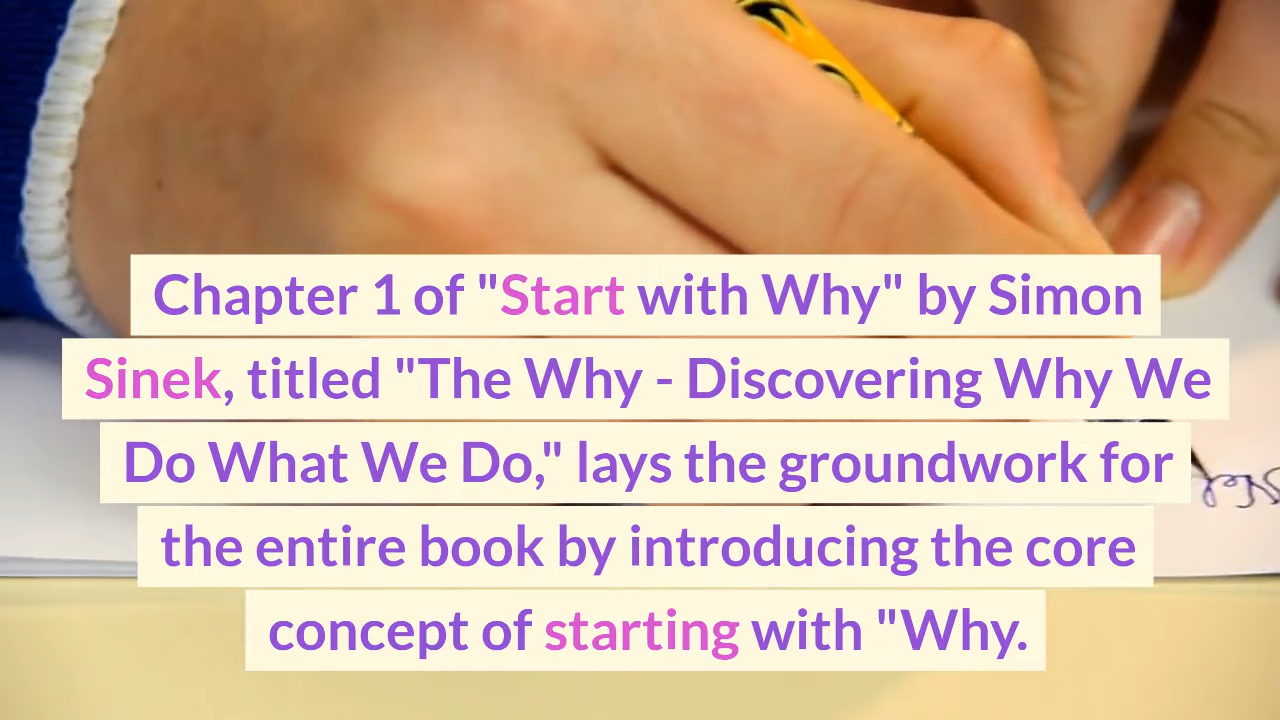 Chapter 1 of "Start with Why" by Simon
Sinek, titled "The Why - Discovering Why We
Do What We Do," lays the groundwork for
the entire book by introducing the core
concept of starting with "Why.